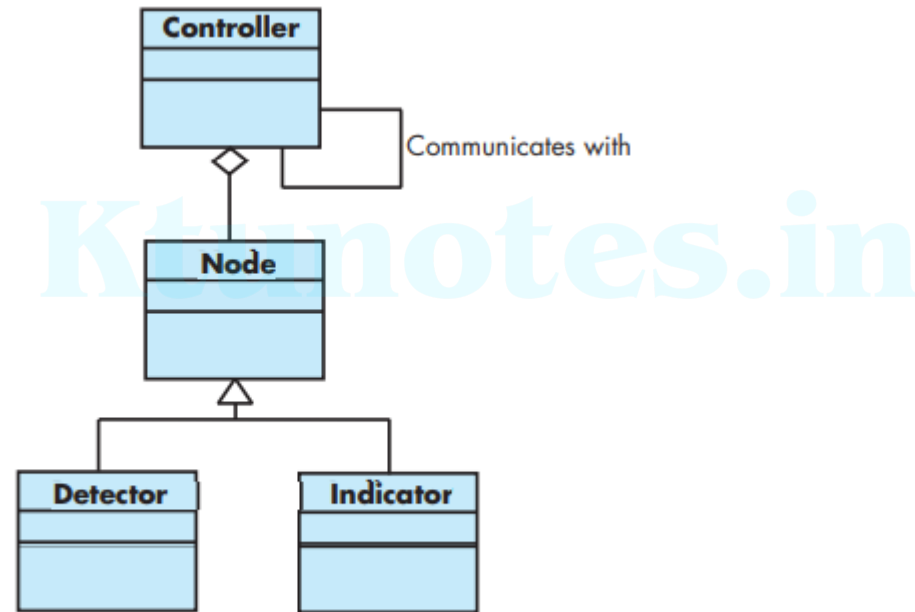 Controller
Communicates with
Node
Ktunotes.in
Detector
Indicator